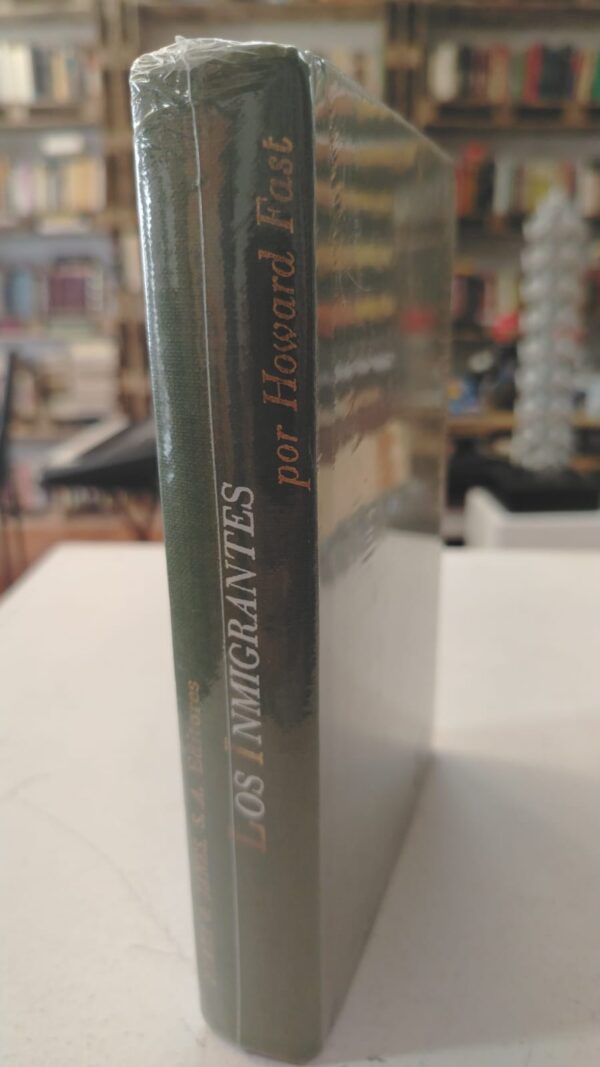 LOS INMIGRANTES
por Howard Fast
S. A. Editores